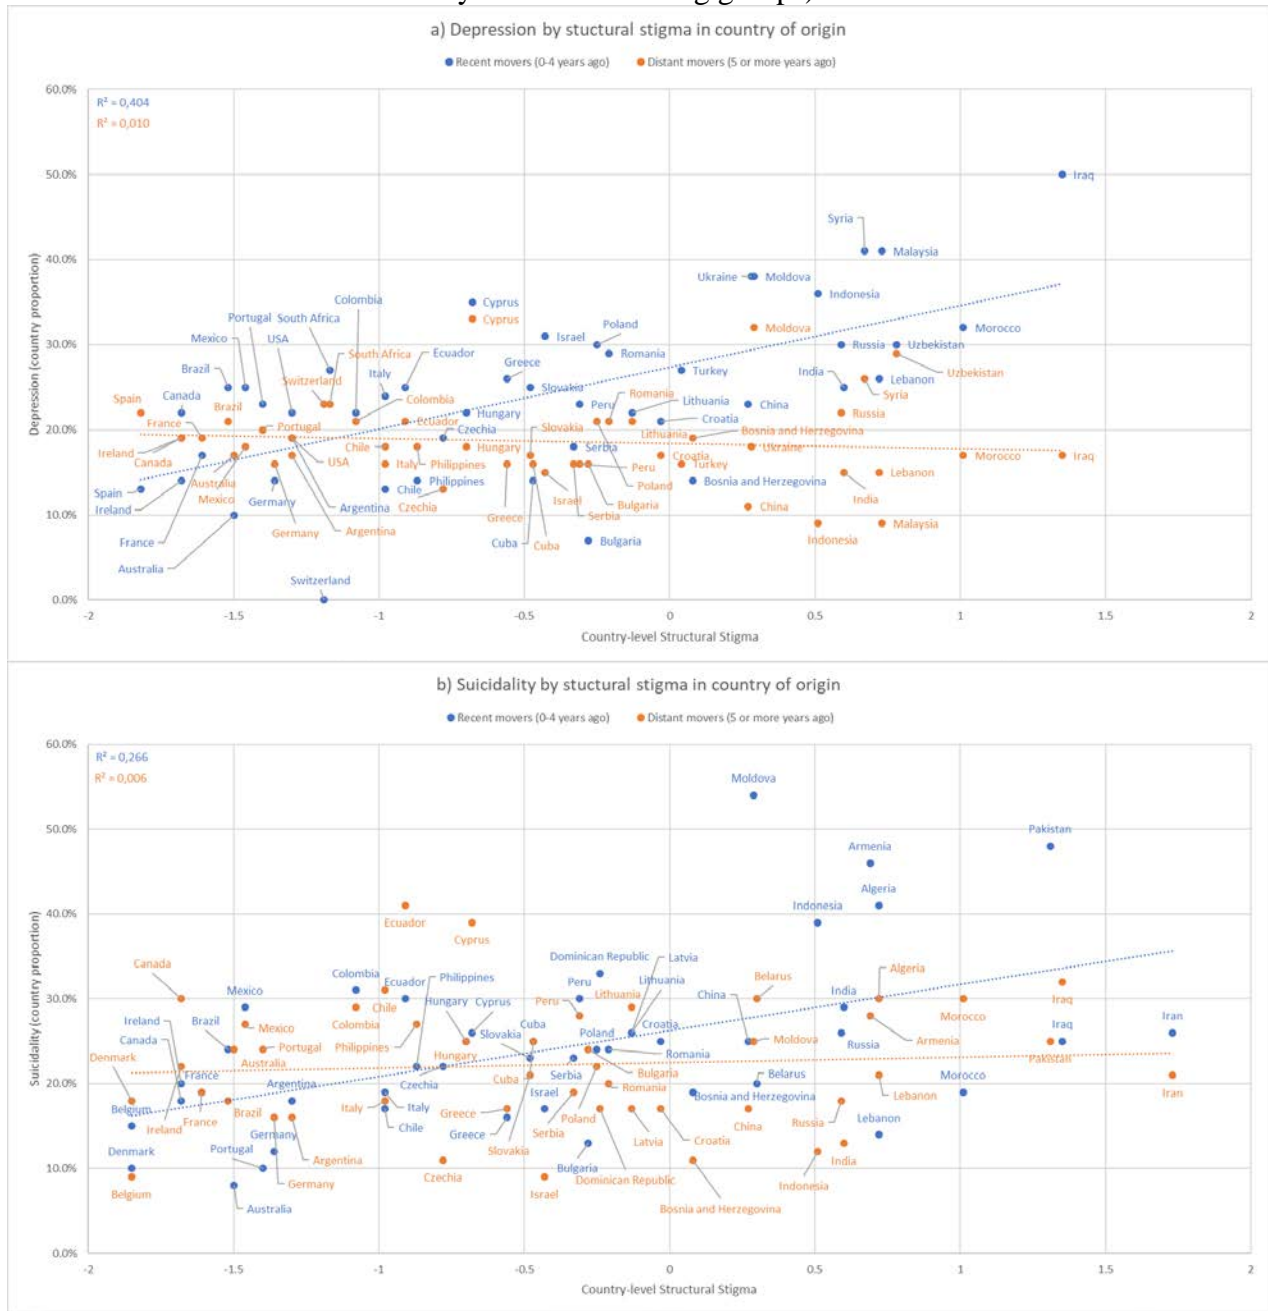 a) Depression by stuctural stigma in country of origin
Recent movers (0-4 years ago) Distant movers (5 or more years ago)
60.0%
R² = 0,404
R² = 0,010
50.0%
Iraq
Syria
Malaysia
40.0%
Ukraine Moldova
Colombia
Indonesia
Cyprus
Portugal South Africa
Cyprus
Poland
Moldova
Morocco
Mexico USA
Israel
30.0%
South Africa Ecuador
Romania
Russia Uzbekistan
Brazil
Italy
Greece
Turkey
India
Uzbekistan
Switzerland
Slovakia
Lebanon
Canada
Colombia
Romania
Syria
Spain
Brazil
Hungary
Peru
Lithuania
China
Russia
France
Portugal
Ecuador
Czechia
Slovakia
Croatia
20.0%
Lithuania
Bosnia and Herzegovina
Ireland
Canada
USA
Chile
Hungary
Serbia
Ukraine
Croatia
Morocco
Iraq
Italy
Philippines
Peru
Turkey
Australia
Mexico
Germany
Argentina
Chile
Philippines
Israel
Poland
Bosnia and Herzegovina
Lebanon
India
Spain
Ireland
Czechia
Greece
Serbia
Bulgaria
China
10.0%
France
Germany
Argentina
Cuba
Cuba
Bulgaria
Indonesia
Malaysia
Australia
Switzerland
0.0%
-2 -1.5 -1 -0.5 0 0.5 1 1.5 2
Depression (country proportion)
Country-level Structural Stigma
b) Suicidality by stuctural stigma in country of origin
Recent movers (0-4 years ago) Distant movers (5 or more years ago)
60.0%
R² = 0,266
R² = 0,006
Moldova
50.0%
Pakistan
Armenia
Algeria
40.0%
Indonesia
Ecuador
Cyprus
Canada
Dominican Republic Latvia
Colombia
Ecuador
Philippines
Peru
Lithuania
Belarus
Algeria
Mexico
30.0%
Chile
Hungary Cyprus
Peru
Lithuania
China
India
Iraq
Morocco
Ireland
Brazil
Mexico
Colombia
Slovakia
Cuba
Poland
Croatia
Moldova
Russia
Armenia
Iraq
Iran
Canada
Portugal
Philippines
Hungary
Romania
Denmark
Australia
Bulgaria
Pakistan
France
Argentina
Czechia
Cuba
Serbia
Romania
Belarus
Morocco
20.0%
Belgium
Italy
Italy
Israel
Bosnia and Herzegovina
Lebanon
Iran
Ireland
France
Brazil
Chile
Greece
Greece
Serbia
Poland
Latvia
Croatia
China
Russia
Lebanon
Denmark
Portugal
Germany
Argentina
Slovakia
Bulgaria
India
10.0%
Belgium
Germany
Czechia
Israel
Dominican Republic
Indonesia
Australia
Bosnia and Herzegovina
0.0%
-2 -1.5 -1 -0.5 0 0.5 1 1.5 2
Suicidality (country proportion)
Country-level Structural Stigma